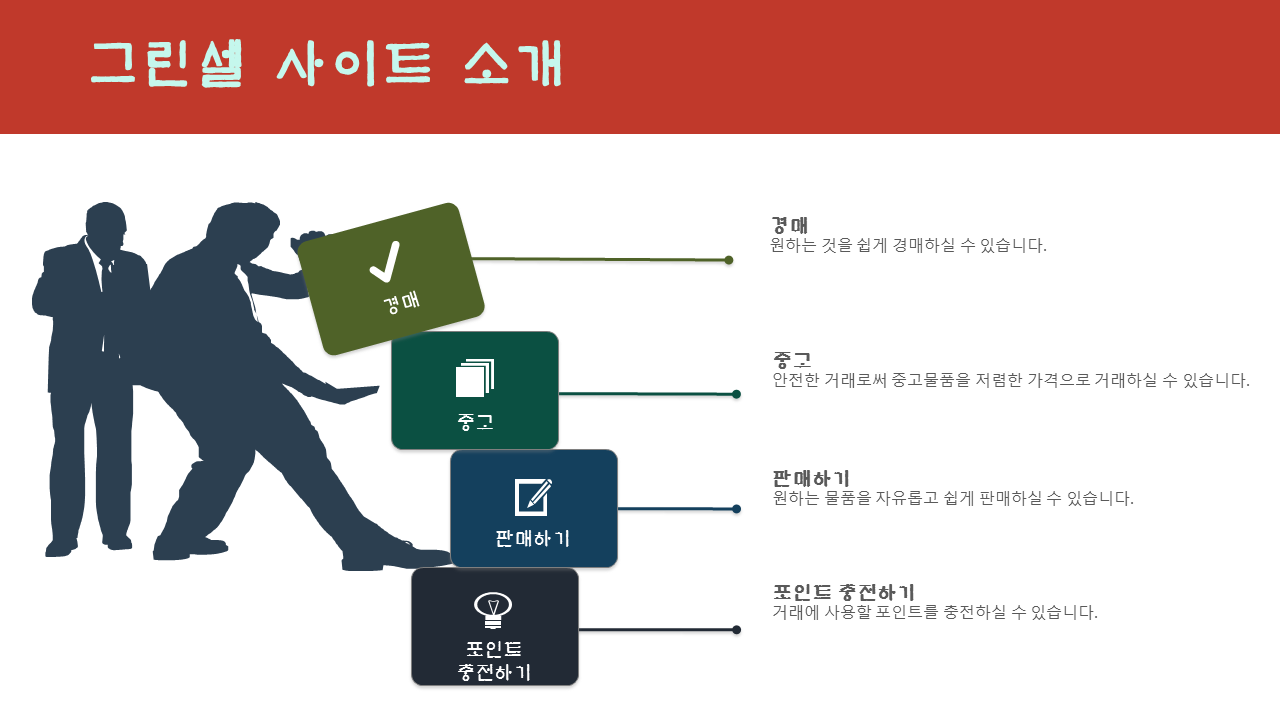 그린셀 사이트 소개
경매
경매
원하는 것을 쉽게 경매하실 수 있습니다.
중고
중고
안전한 거래로써 중고물품을 저렴한 가격으로 거래하실 수 있습니다.
판매하기
판매하기
원하는 물품을 자유롭고 쉽게 판매하실 수 있습니다.
포인트
충전하기
포인트 충전하기
거래에 사용할 포인트를 충전하실 수 있습니다.